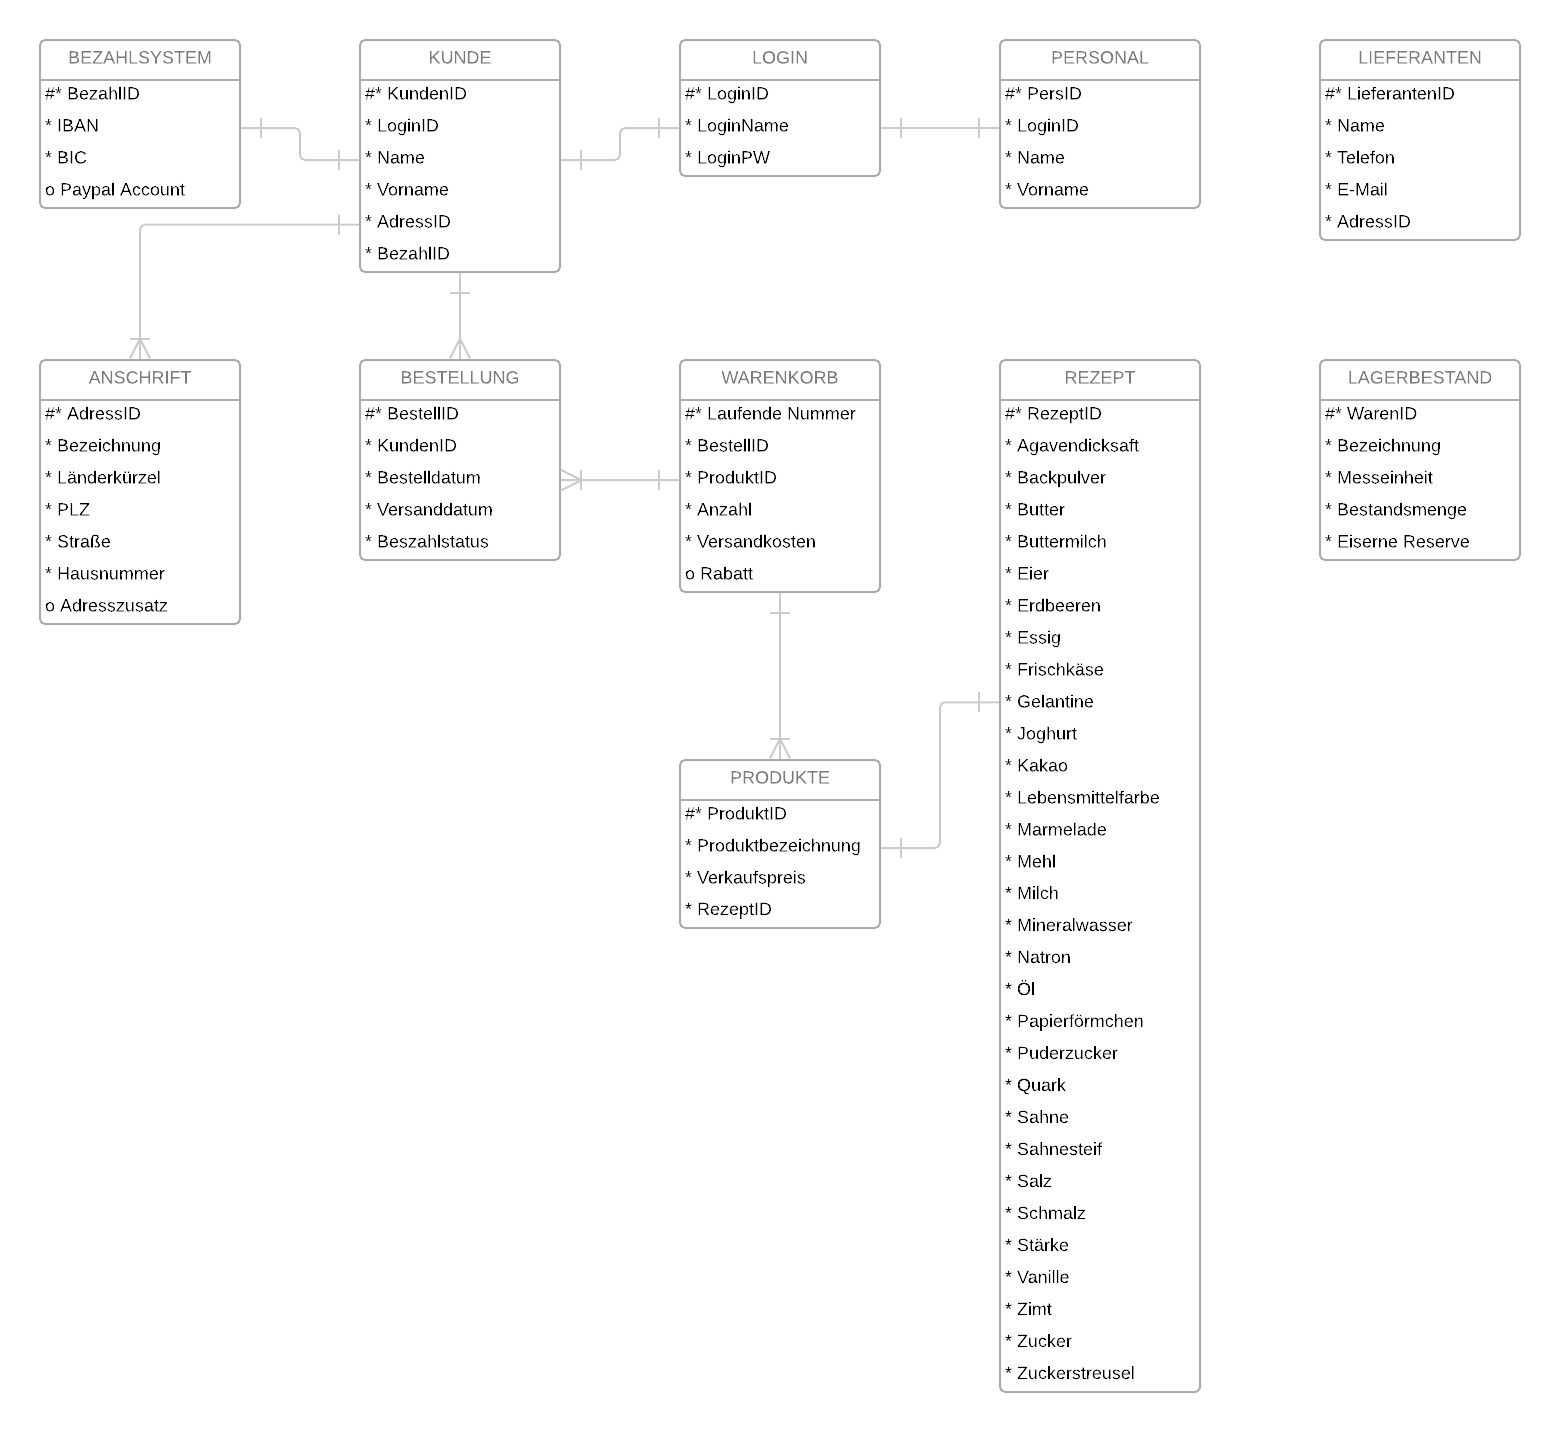 BEZAHLSYSTEM
#* BezahlID
* IBAN
* BIC
o Paypal Account
KUNDE
#* KundenID
* LoginID
* Name
* Vorname
* AdressID
* BezahlID
LOGIN
#* LoginID
* LoginName
* LoginPW
PERSONAL
#* PersID
* LoginID
* Name
* Vorname
LIEFERANTEN
#* LieferantenID
* Name
* Telefon
* E-Mail
* AdressID
ANSCHRIFT
#* AdressID
* Bezeichnung
* Länderkürzel
* PLZ
* Straße
* Hausnummer
o Adresszusatz
BESTELLUNG
#* BestellID
* KundenID
* Bestelldatum
* Versanddatum
* Beszahlstatus
WARENKORB
#* Laufende Nummer
* BestellID
* ProduktID
* Anzahl
* Versandkosten
o Rabatt
REZEPT
#* RezeptID
* Agavendicksaft
* Backpulver
* Butter
* Buttermilch
* Eier
* Erdbeeren
* Essig
* Frischkäse
* Gelantine
* Joghurt
* Kakao
* Lebensmittelfarbe
* Marmelade
* Mehl
* Milch
* Mineralwasser
* Natron
* Öl
* Papierförmchen
* Puderzucker
* Quark
* Sahne
* Sahnesteif
* Salz
* Schmalz
* Stärke
* Vanille
* Zimt
* Zucker
* Zuckerstreusel
LAGERBESTAND
#* WarenID
* Bezeichnung
* Messeinheit
* Bestandsmenge
* Eiserne Reserve
PRODUKTE
#* ProduktID
* Produktbezeichnung
* Verkaufspreis
* RezeptID